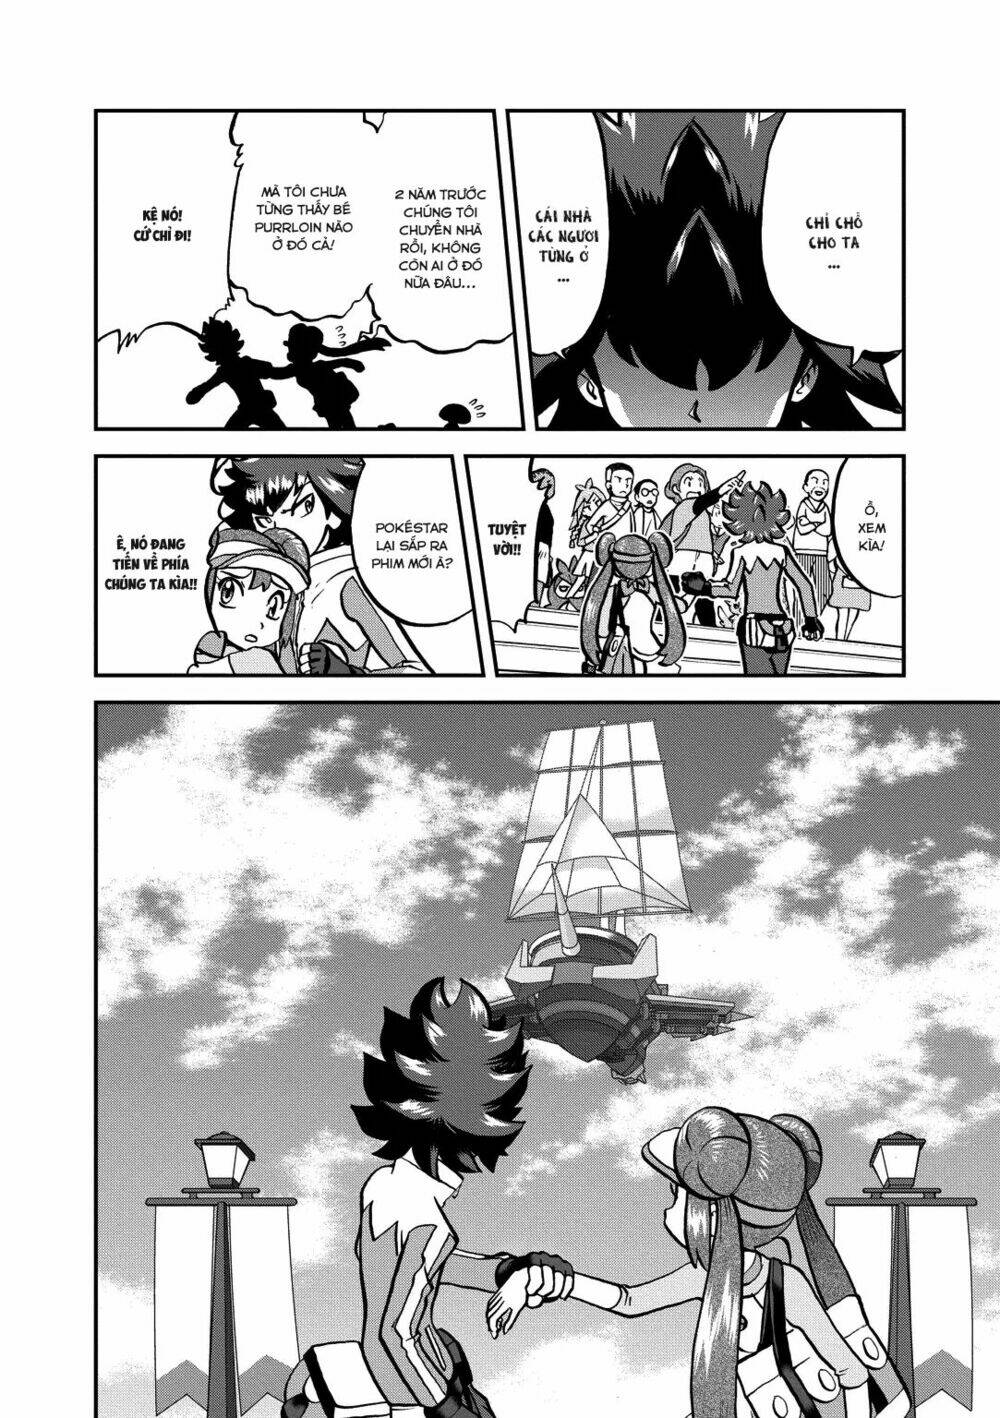 CHỈ CHỖ
CHO TA
...
CÁI NHÀ
CÁC NGƯƠI
TỪNG Ở
...
2 NĂM TRƯỚC
CHÚNG TÔI
CHUYỂN NHÀ
RỒI, KHÔNG
CÒN AI Ở ĐÓ
NỮA ĐÂU...
MÀ TÔI CHƯA
TỪNG THẤY BÉ
PURRLOIN NÀO
Ở ĐÓ CẢ!
KỆ NÓ!
CỨ CHỈ ĐI!
Ồ,
XEM
KÌA!
TUYỆT
VỜI!!
POKÉSTAR
LẠI SẮP RA
PHIM MỚI À?
Ê, NÓ ĐANG
TIẾN VỀ PHÍA
CHÚNG TA KÌA!!